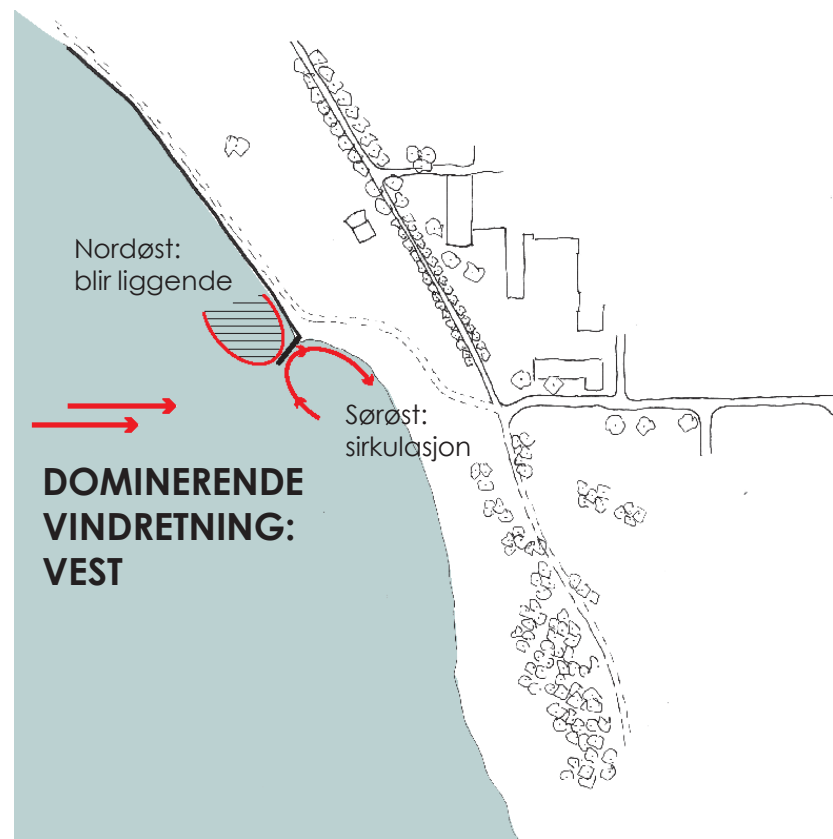 Nordøst:
blir liggende
Sørøst:
sirkulasjon
DOMINERENDE
VINDRETNING:
VEST